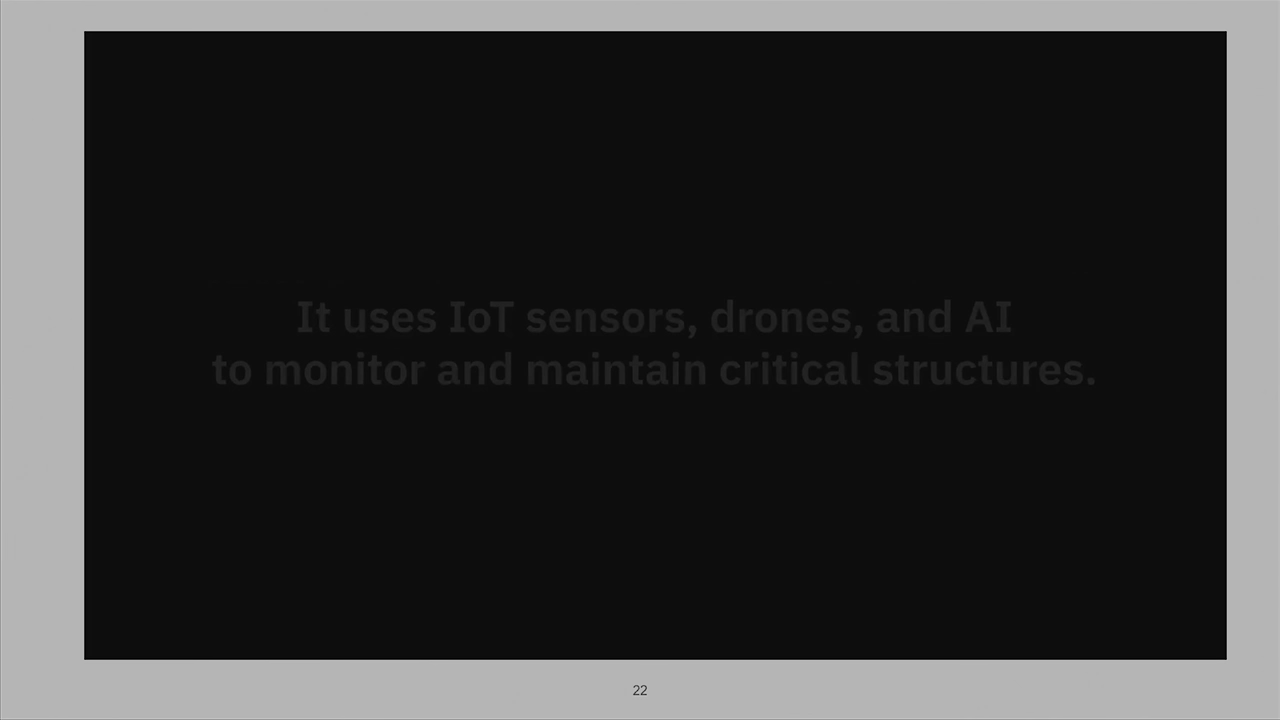 It uses IoT sensors, drones, and AI
to monitor and maintain critical structures.
22